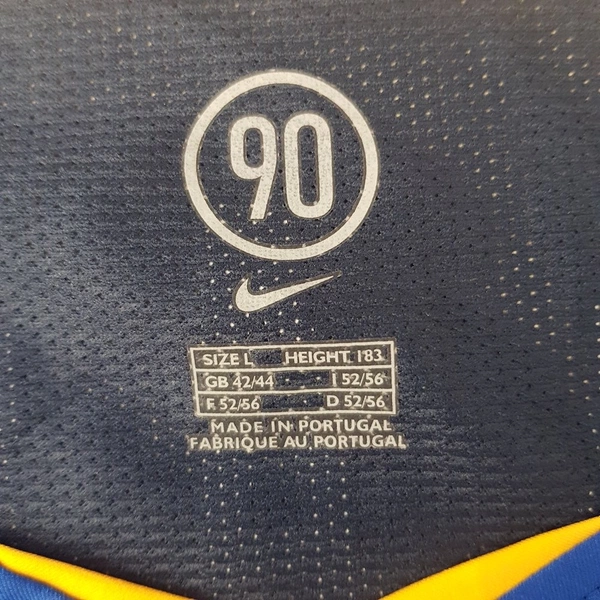 90
SIZE L HEIGHT 183
GB 42/44 I 52/56
F 52/56 D 52/56
MADE IN PORTUGAL
FABRIQUE AU PORTUGAL